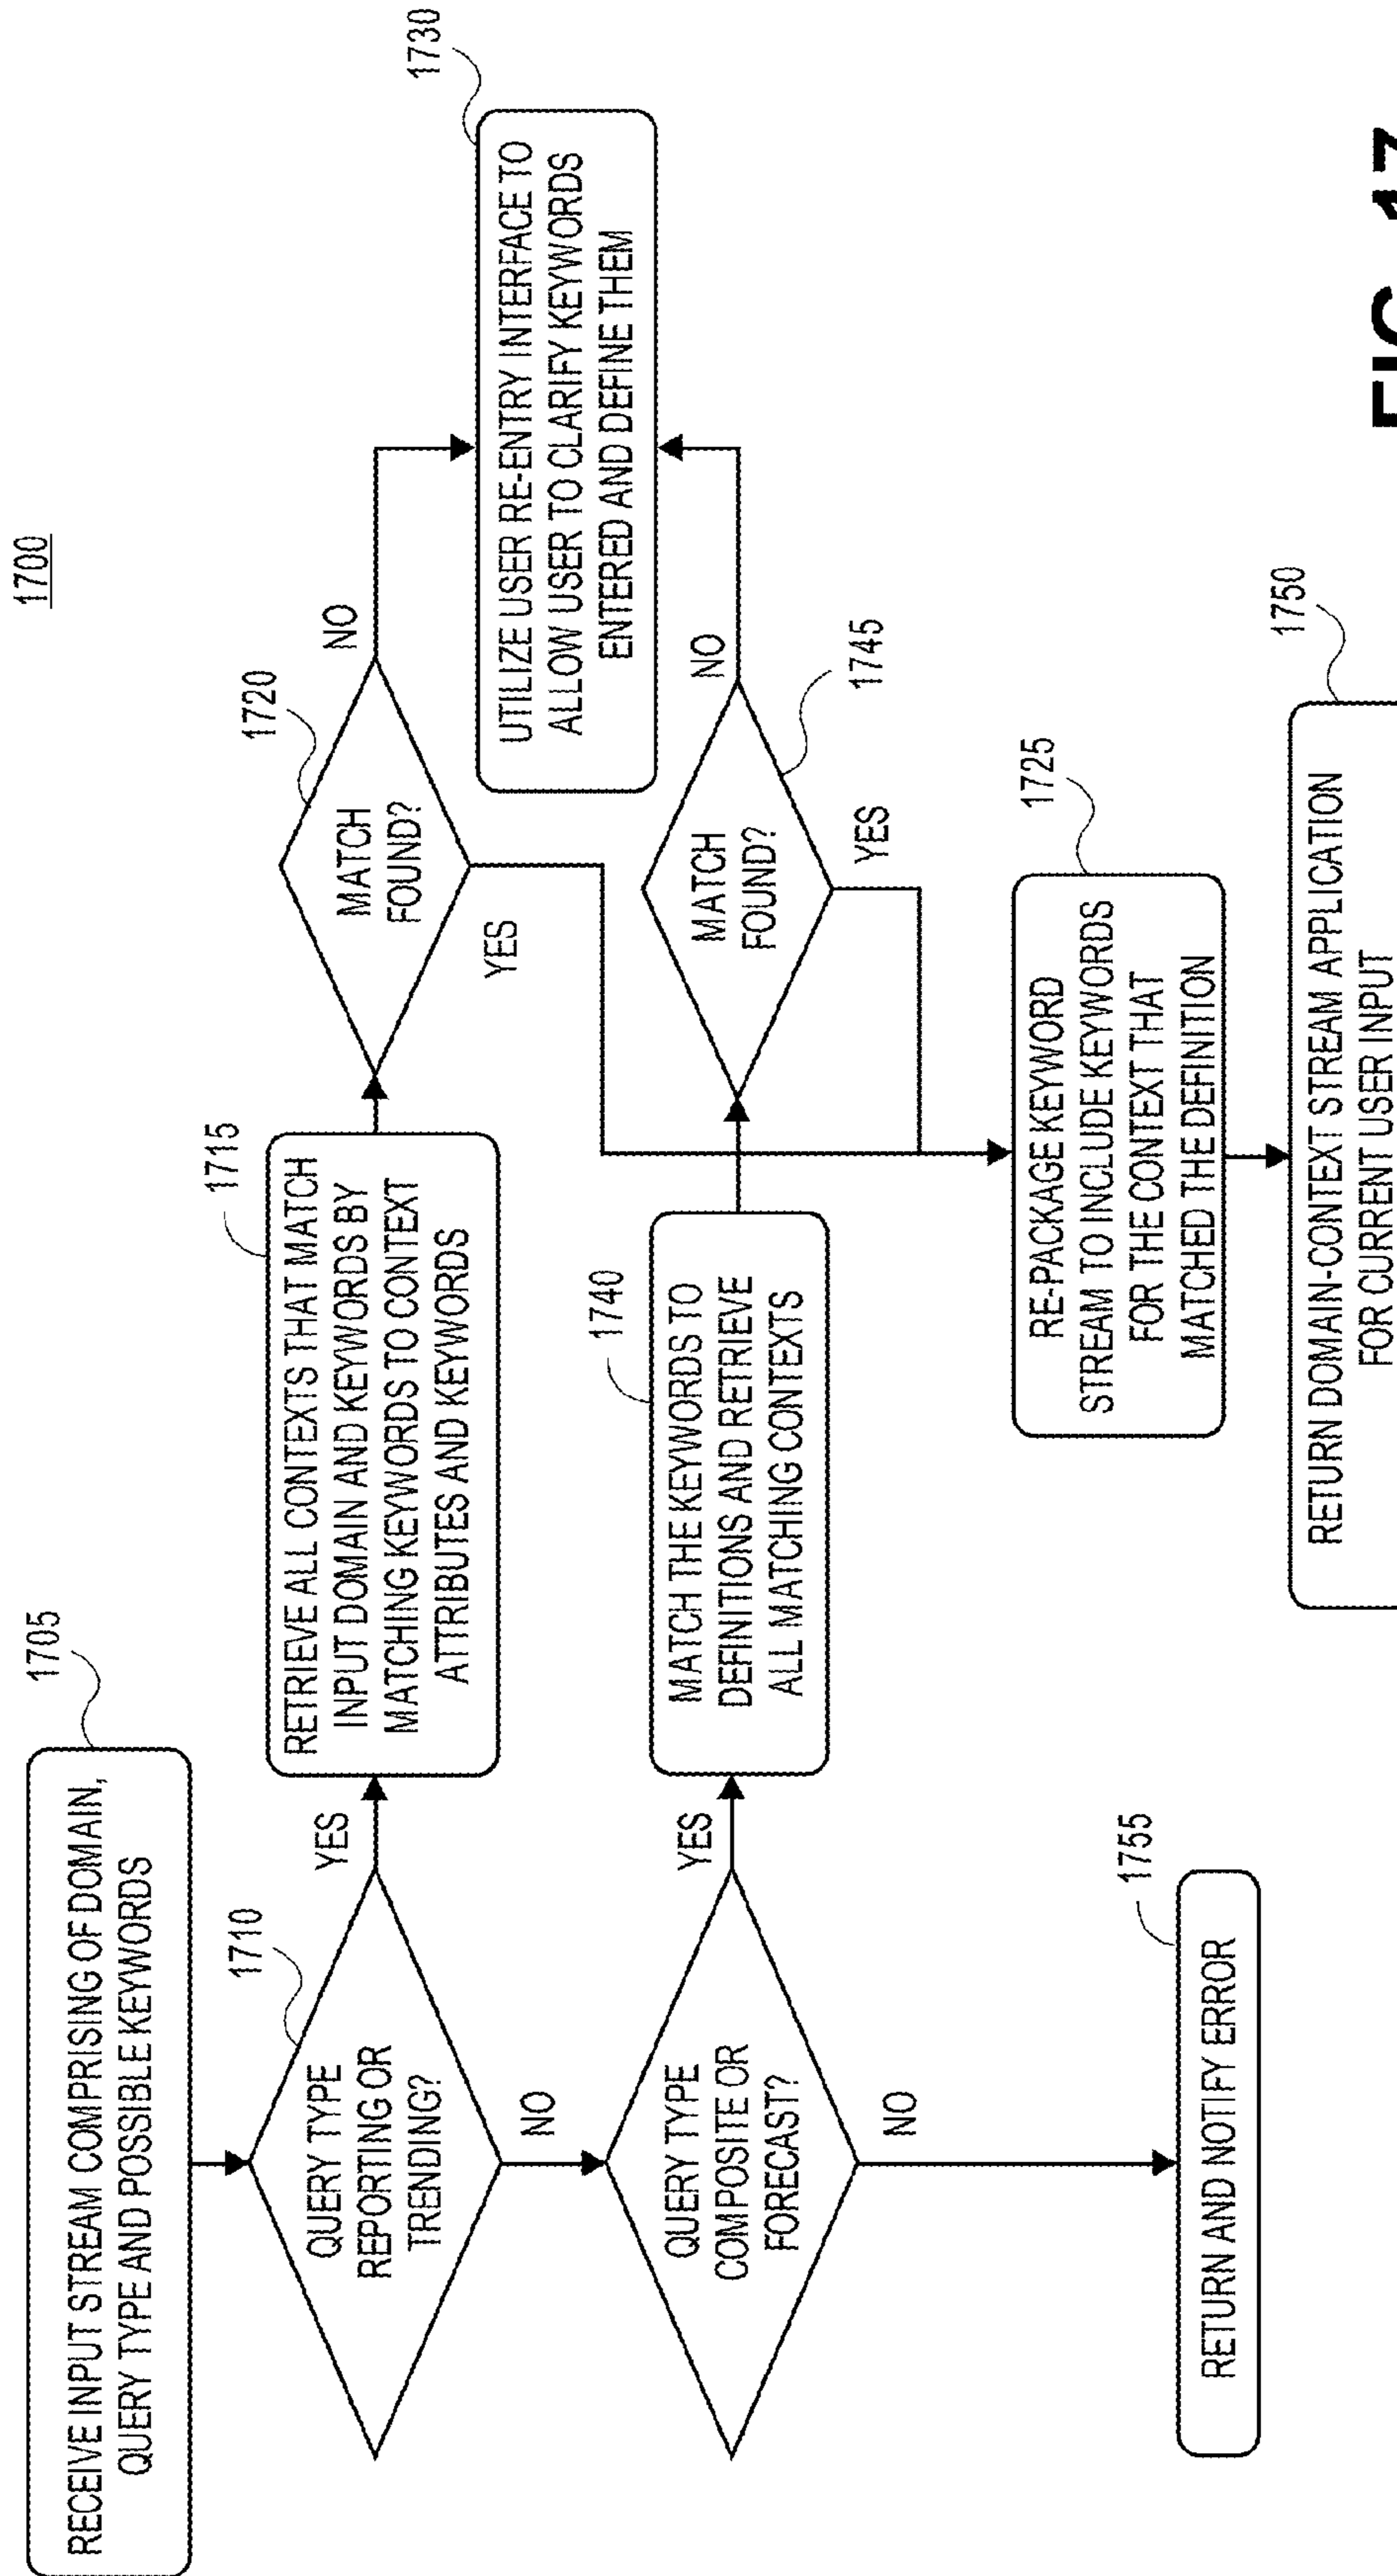 1700
1705
RECEIVE INPUT STREAM COMPRISING OF DOMAIN,
QUERY TYPE AND POSSIBLE KEYWORDS
1710
QUERY TYPE
REPORTING OR
TRENDING?
YES
NO
1715
RETRIEVE ALL CONTEXTS THAT MATCH
INPUT DOMAIN AND KEYWORDS BY
MATCHING KEYWORDS TO CONTEXT
ATTRIBUTES AND KEYWORDS
1720
MATCH
FOUND?
NO
YES
1730
UTILIZE USER RE-ENTRY INTERFACE TO
ALLOW USER TO CLARIFY KEYWORDS
ENTERED AND DEFINE THEM
QUERY TYPE
COMPOSITE OR
FORECAST?
YES
NO
1740
MATCH THE KEYWORDS TO
DEFINITIONS AND RETRIEVE
ALL MATCHING CONTEXTS
MATCH
FOUND?
NO
1745
YES
1725
RE-PACKAGE KEYWORD
STREAM TO INCLUDE KEYWORDS
FOR THE CONTEXT THAT
MATCHED THE DEFINITION
1755
RETURN AND NOTIFY ERROR
1750
RETURN DOMAIN-CONTEXT STREAM APPLICATION
FOR CURRENT USER INPUT
FIG. 17